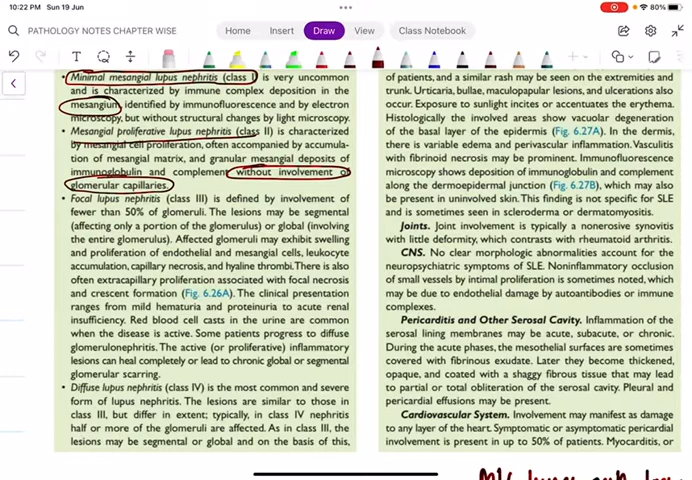 10:22 PM Sun 19 Jun
80%
PATHOLOGY NOTES CHAPTER WISE
Home Insert Draw View Class Notebook
• Minimal mesangial lupus nephritis (class I) is very uncommon
and is characterized by immune complex deposition in the
mesangium, identified by immunofluorescence and by electron
microscopy, but without structural changes by light microscopy.
• Mesangial proliferative lupus nephritis (class II) is characterized
by mesangial cell proliferation, often accompanied by accumula-
tion of mesangial matrix, and granular mesangial deposits of
immunoglobulin and complement without involvement of
glomerular capillaries.
• Focal lupus nephritis (class III) is defined by involvement of
fewer than 50% of glomeruli. The lesions may be segmental
(affecting only a portion of the glomerulus) or global (involving
the entire glomerulus). Affected glomeruli may exhibit swelling
and proliferation of endothelial and mesangial cells, leukocyte
accumulation, capillary necrosis, and hyaline thrombi. There is also
often extracapillary proliferation associated with focal necrosis
and crescent formation (Fig. 6.26A). The clinical presentation
ranges from mild hematuria and proteinuria to acute renal
insufficiency. Red blood cell casts in the urine are common
when the disease is active. Some patients progress to diffuse
glomerulonephritis. The active (or proliferative) inflammatory
lesions can heal completely or lead to chronic global or segmental
glomerular scarring.
• Diffuse lupus nephritis (class IV) is the most common and severe
form of lupus nephritis. The lesions are similar to those in
class III, but differ in extent; typically, in class IV nephritis
half or more of the glomeruli are affected. As in class III, the
lesions may be segmental or global and on the basis of this,
of patients, and a similar rash may be seen on the extremities and
trunk. Urticaria, bullae, maculopapular lesions, and ulcerations also
occur. Exposure to sunlight incites or accentuates the erythema.
Histologically the involved areas show vacuolar degeneration
of the basal layer of the epidermis (Fig. 6.27A). In the dermis,
there is variable edema and perivascular inflammation. Vasculitis
with fibrinoid necrosis may be prominent. Immunofluorescence
microscopy shows deposition of immunoglobulin and complement
along the dermoepidermal junction (Fig. 6.27B), which may also
be present in uninvolved skin. This finding is not specific for SLE
and is sometimes seen in scleroderma or dermatomyositis.
Joints. Joint involvement is typically a nonerosive synovitis
with little deformity, which contrasts with rheumatoid arthritis.
CNS. No clear morphologic abnormalities account for the
neuropsychiatric symptoms of SLE. Noninflammatory occlusion
of small vessels by intimal proliferation is sometimes noted, which
may be due to endothelial damage by autoantibodies or immune
complexes.
Pericarditis and Other Serosal Cavity. Inflammation of the
serosal lining membranes may be acute, subacute, or chronic.
During the acute phases, the mesothelial surfaces are sometimes
covered with fibrinous exudate. Later they become thickened,
opaque, and coated with a shaggy fibrous tissue that may lead
to partial or total obliteration of the serosal cavity. Pleural and
pericardial effusions may be present.
Cardiovascular System. Involvement may manifest as damage
to any layer of the heart. Symptomatic or asymptomatic pericardial
involvement is present in up to 50% of patients. Myocarditis, or